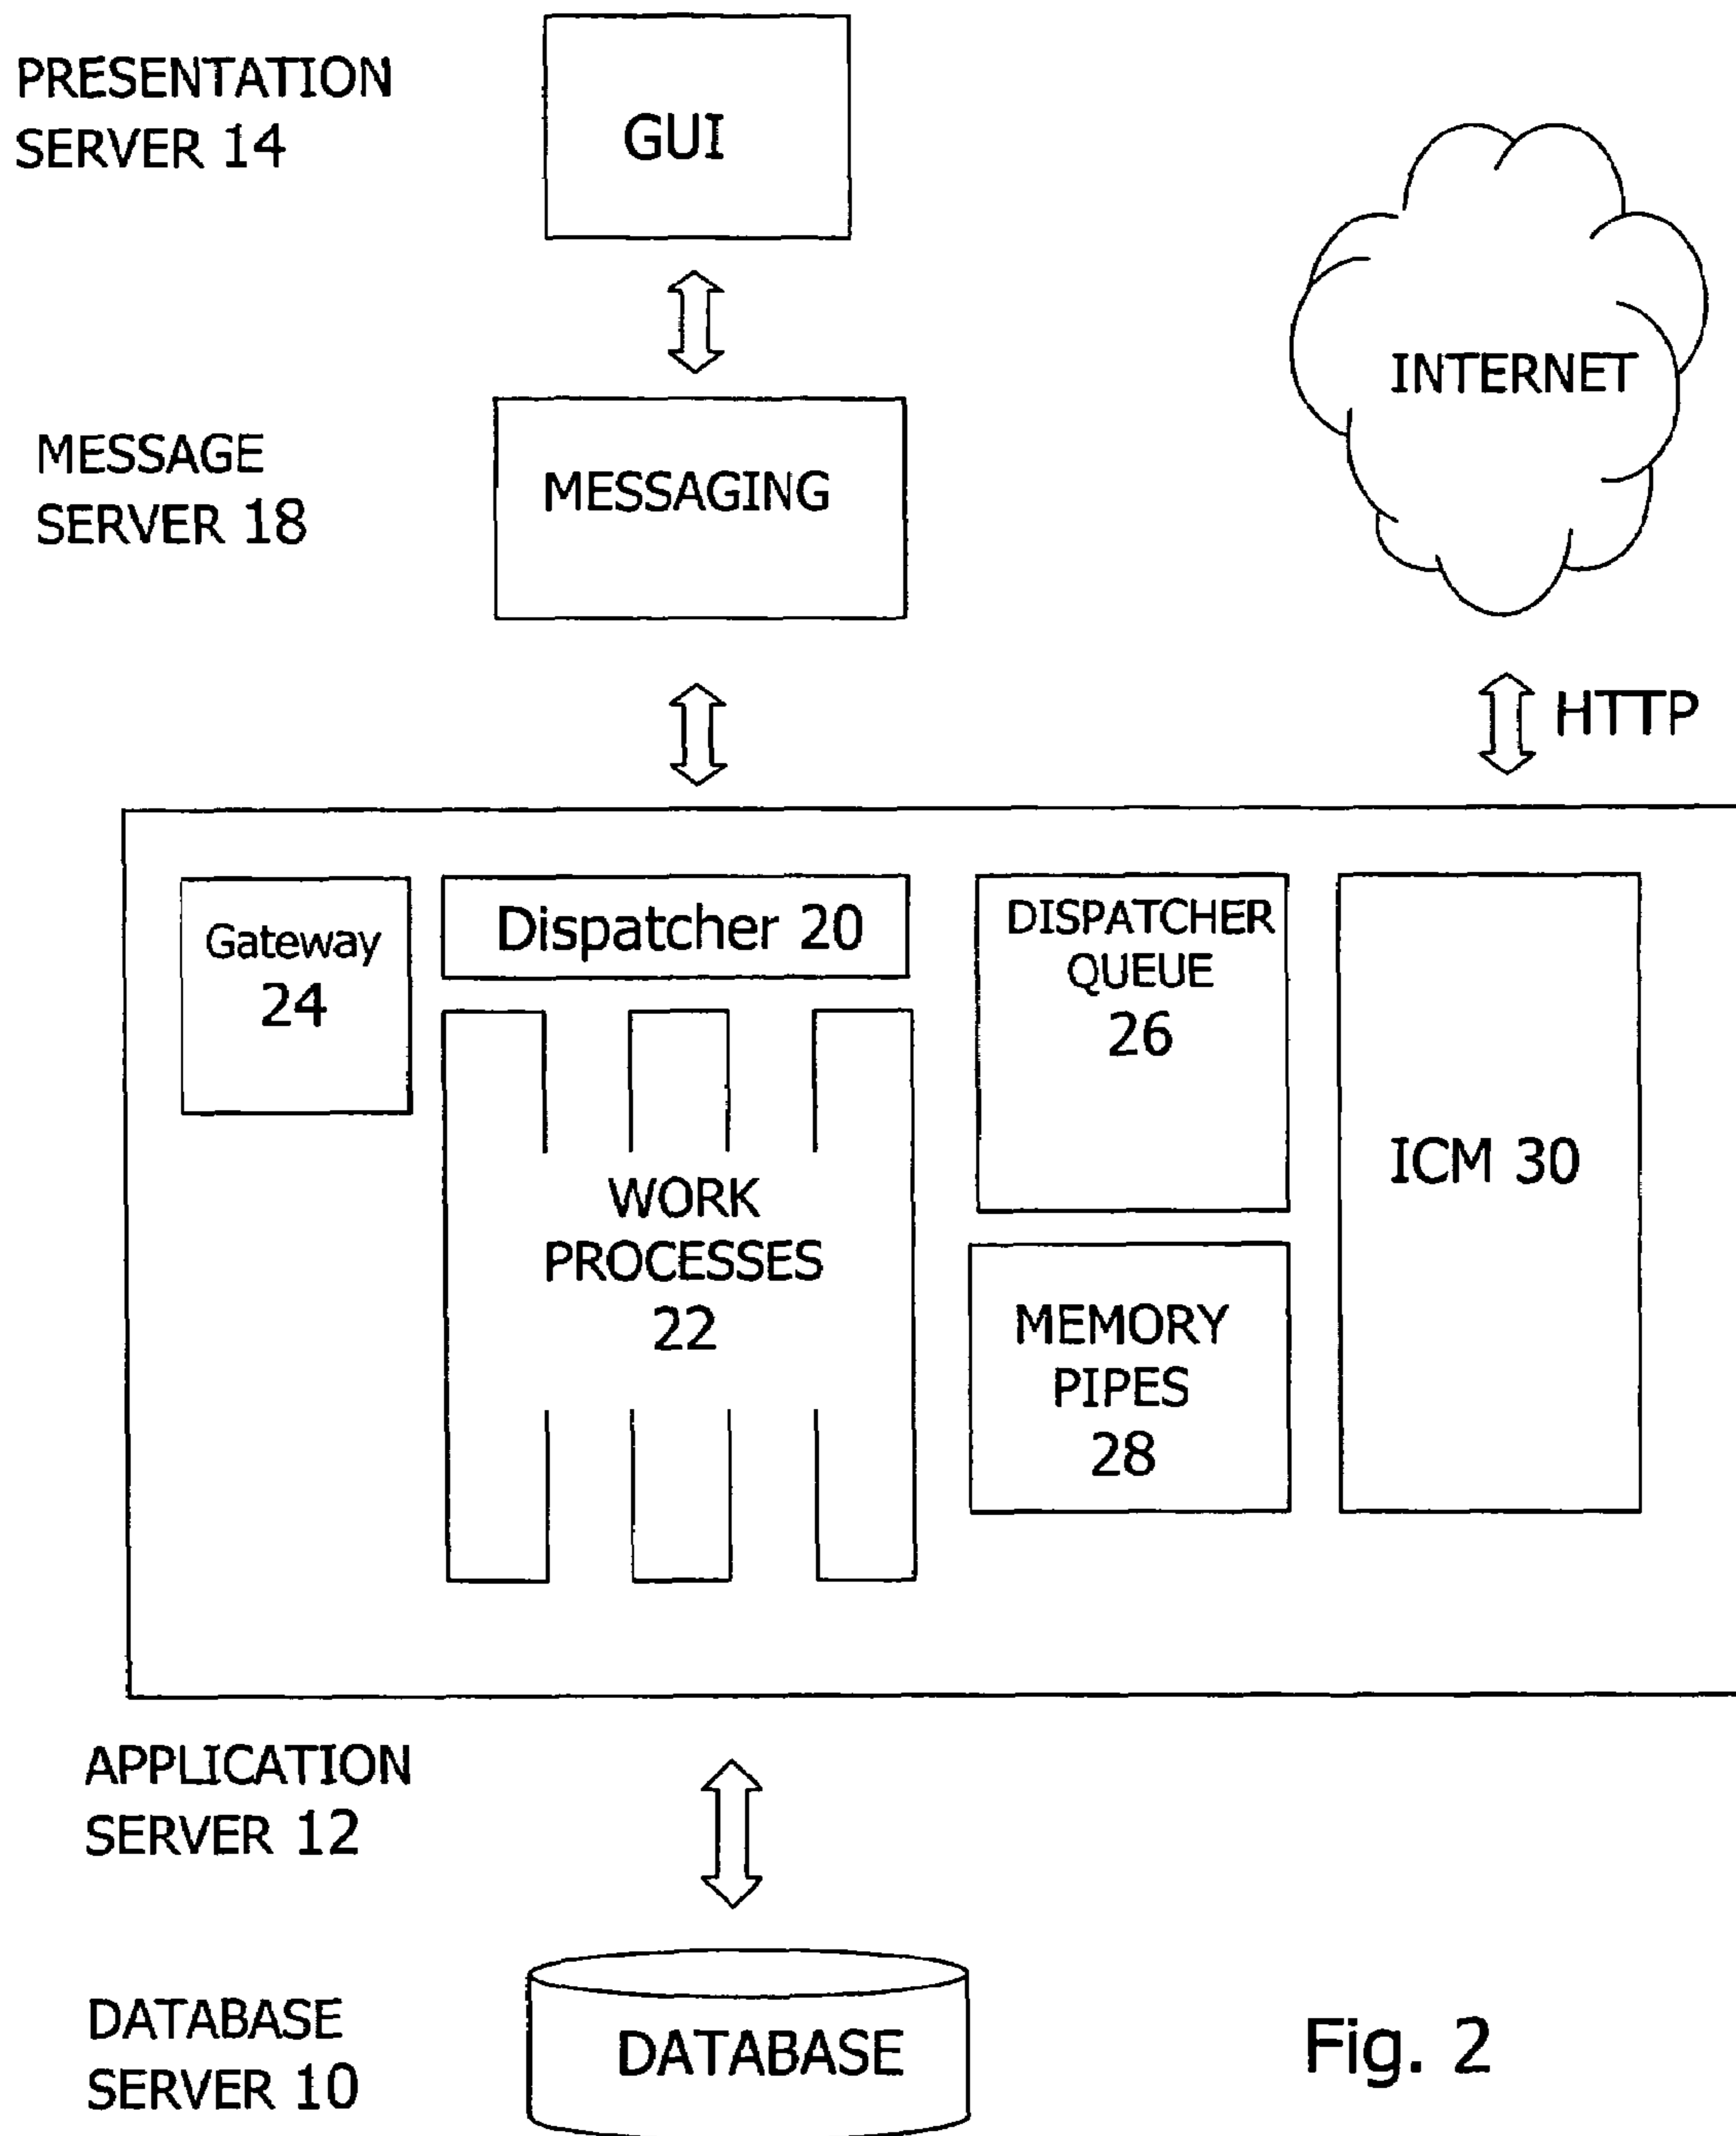 PRESENTATION
SERVER 14
GUI
INTERNET
MESSAGE
SERVER 18
MESSAGING
HTTP
Gateway
24
Dispatcher 20
DISPATCHER
QUEUE
26
ICM 30
WORK
PROCESSES
22
MEMORY
PIPES
28
APPLICATION
SERVER 12
DATABASE
SERVER 10
DATABASE
Fig. 2